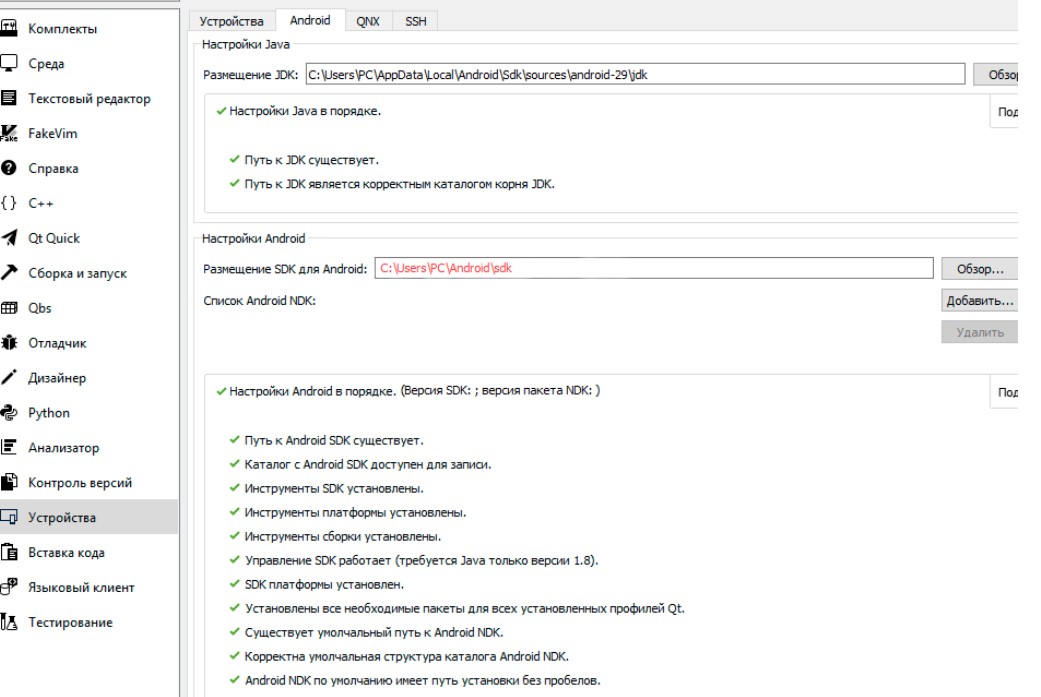 Комплекты
Среда
Текстовый редактор
FakeVim
Справка
C++
Qt Quick
Сборка и запуск
Qbs
Отладчик
Дизайнер
Python
Анализатор
Контроль версий
Устройства
Вставка кода
Языковый клиент
Тестирование
Устройства Android QNX SSH
Настройки Java
Размещение JDK: C:\Users\PC\AppData\Local\Android\Sdk\sources\android-29\jdk Обзор
Настройки Java в порядке. Под
Путь к JDK существует.
Путь к JDK является корректным каталогом корня JDK.
Настройки Android
Размещение SDK для Android: C:\Users\PC\Android\sdk Обзор...
Список Android NDK: Добавить...
Удалить
Настройки Android в порядке. (Версия SDK: ; версия пакета NDK: ) Под
Путь к Android SDK существует.
Каталог с Android SDK доступен для записи.
Инструменты SDK установлены.
Инструменты платформы установлены.
Инструменты сборки установлены.
Управление SDK работает (требуется Java только версии 1.8).
SDK платформы установлен.
Установлены все необходимые пакеты для всех установленных профилей Qt.
Существует умолчальный путь к Android NDK.
Корректна умолчальная структура каталога Android NDK.
Android NDK по умолчанию имеет путь установки без пробелов.